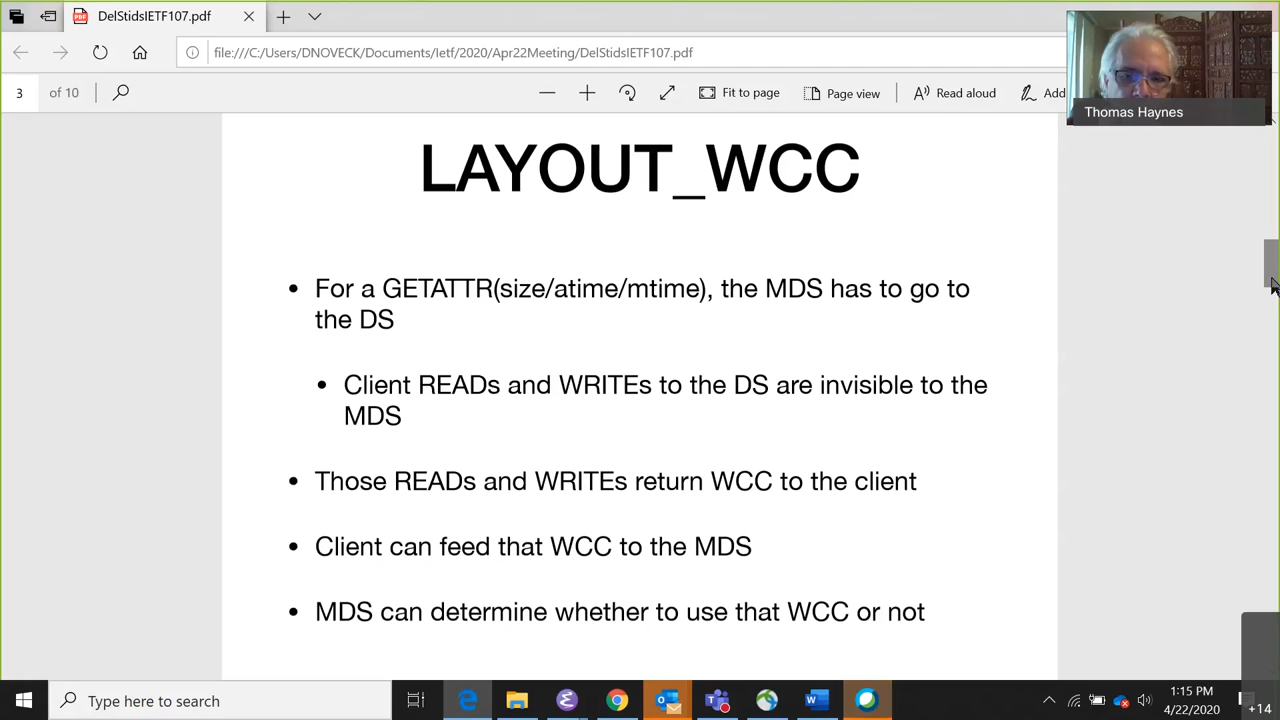 DelStidsIETF107.pdf
file:///C:/Users/DNOVECK/Documents/Ietf/2020/Apr22Meeting/DelStidsIETF107.pdf
3 of 10
Fit to page
Page view
Read aloud
Add
Thomas Haynes
LAYOUT_WCC
• For a GETATTR(size/atime/mtime), the MDS has to go to
the DS
• Client READs and WRITEs to the DS are invisible to the
MDS
• Those READs and WRITEs return WCC to the client
• Client can feed that WCC to the MDS
• MDS can determine whether to use that WCC or not
Type here to search
1:15 PM
4/22/2020
+14